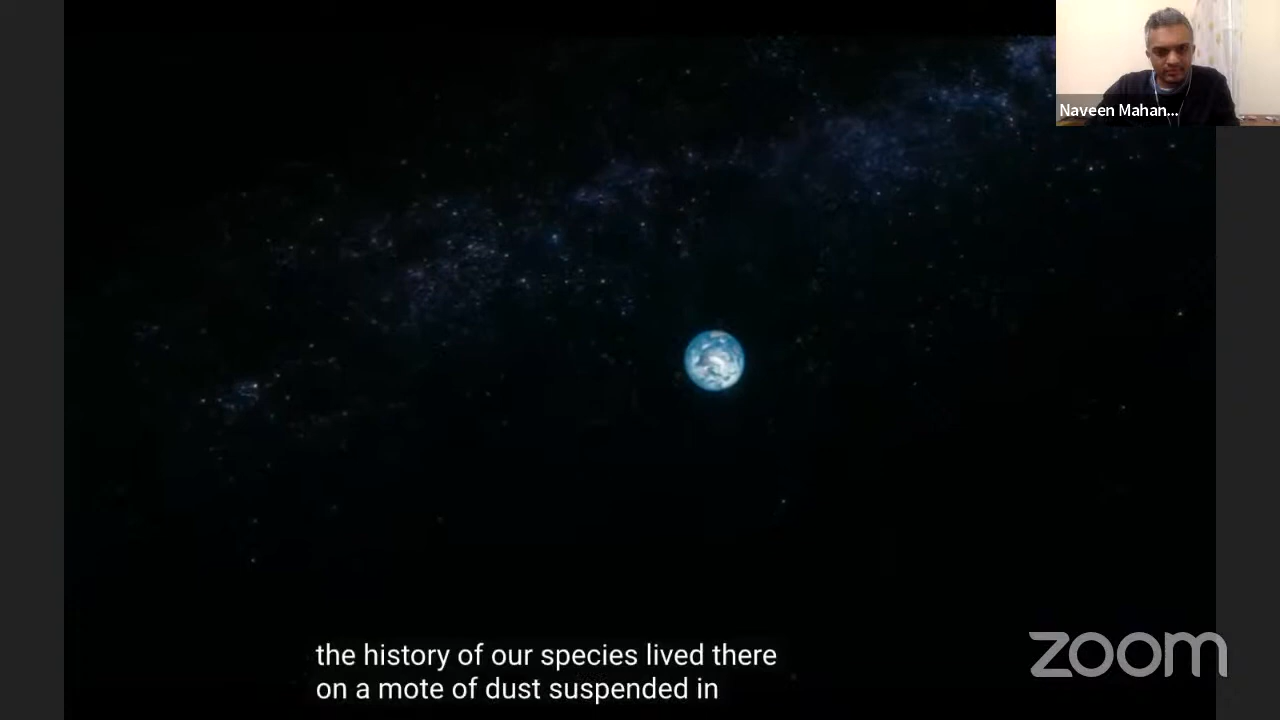 Naveen Mahan...
the history of our species lived there
on a mote of dust suspended in
zoom